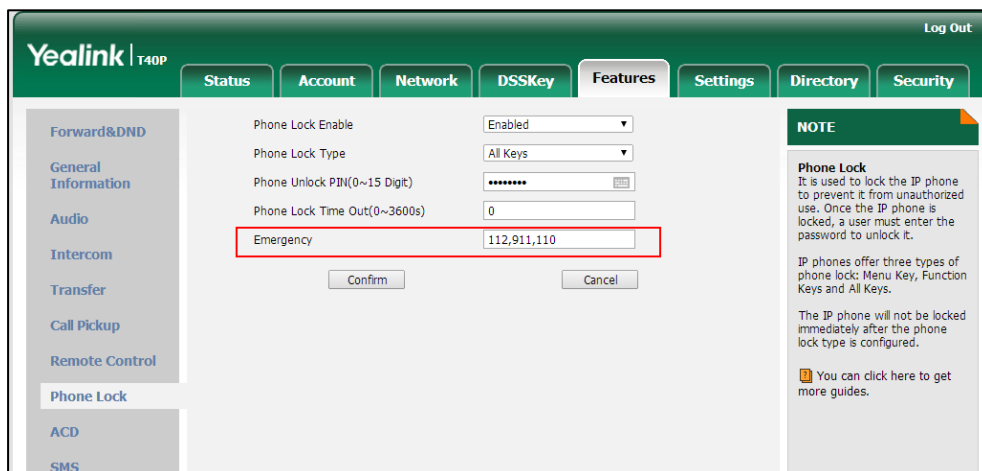 Log Out
Yealink | T40P
Status Account Network DSSKey Features Settings Directory Security
Forward&DND
General
Information
Audio
Intercom
Transfer
Call Pickup
Remote Control
Phone Lock
ACD
SMS
Phone Lock Enable Enabled
Phone Lock Type All Keys
Phone Unlock PIN(0~15 Digit) ••••••••
Phone Lock Time Out(0~3600s) 0
Emergency 112,911,110
Confirm Cancel
NOTE
Phone Lock
It is used to lock the IP phone
to prevent it from unauthorized
use. Once the IP phone is
locked, a user must enter the
password to unlock it.
IP phones offer three types of
phone lock: Menu Key, Function
Keys and All Keys.
The IP phone will not be locked
immediately after the phone
lock type is configured.
You can click here to get
more guides.